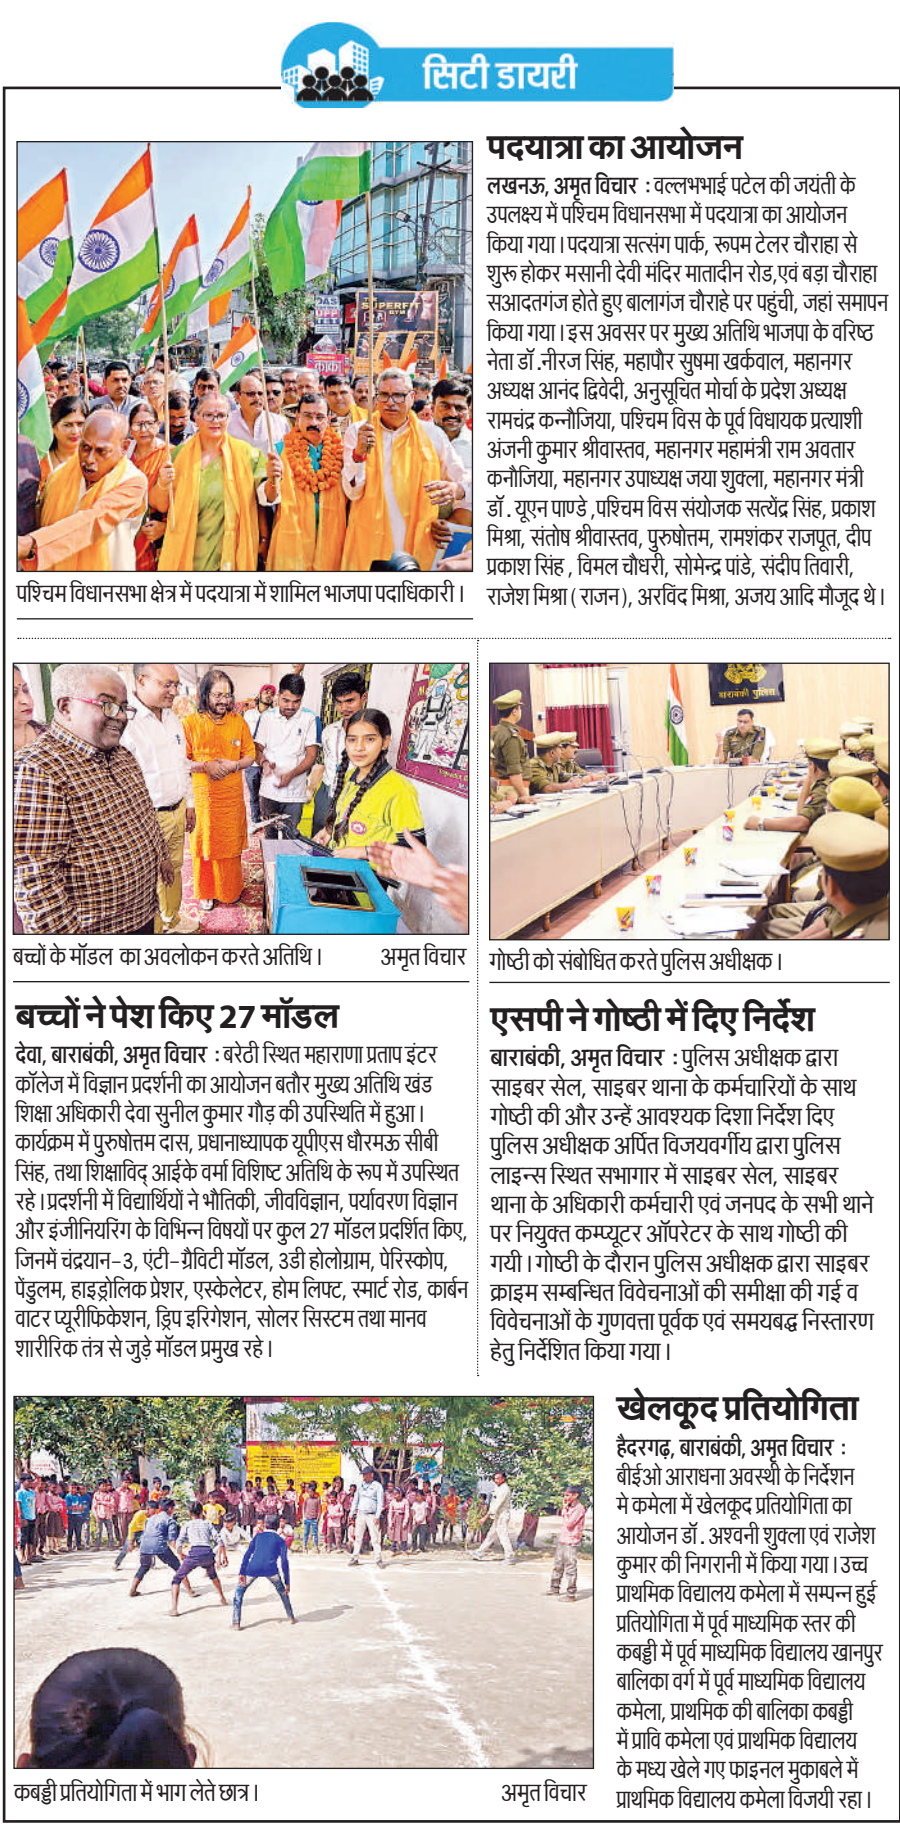 सिटी डायरी
पदयात्रा का आयोजन
लखनऊ, अमृत विचार : वल्लभभाई पटेल की जयंती के
उपलक्ष्य में पश्चिम विधानसभा में पदयात्रा का आयोजन
किया गया। पदयात्रा सत्संग पार्क, रूपम टेलर चौराहा से
शुरू होकर मसानी देवी मंदिर मातादीन रोड,एवं बड़ा चौराहा
सआदतगंज होते हुए बालागंज चौराहे पर पहुंची, जहां समापन
किया गया। इस अवसर पर मुख्य अतिथि भाजपा के वरिष्ठ
नेता डॉ .नीरज सिंह, महापौर सुषमा खर्कवाल, महानगर
अध्यक्ष आनंद द्विवेदी, अनुसूचित मोर्चा के प्रदेश अध्यक्ष
रामचंद्र कन्नौजिया, पश्चिम विस के पूर्व विधायक प्रत्याशी
अंजनी कुमार श्रीवास्तव, महानगर महामंत्री राम अवतार
कनौजिया, महानगर उपाध्यक्ष जया शुक्ला, महानगर मंत्री
डॉ . यूएन पाण्डे ,पश्चिम विस संयोजक सत्येंद्र सिंह, प्रकाश
मिश्रा, संतोष श्रीवास्तव, पुरुषोत्तम, रामशंकर राजपूत, दीप
प्रकाश सिंह , विमल चौधरी, सोमेन्द्र पांडे, संदीप तिवारी,
राजेश मिश्रा ( राजन ), अरविंद मिश्रा, अजय आदि मौजूद थे।
SUPERFIT
GYM
काका
पश्चिम विधानसभा क्षेत्र में पदयात्रा में शामिल भाजपा पदाधिकारी।
बच्चों के मॉडल का अवलोकन करते अतिथि। अमृत विचार
बच्चों ने पेश किए 27 मॉडल
देवा, बाराबंकी, अमृत विचार : बरेठी स्थित महाराणा प्रताप इंटर
कॉलेज में विज्ञान प्रदर्शनी का आयोजन बतौर मुख्य अतिथि खंड
शिक्षा अधिकारी देवा सुनील कुमार गौड़ की उपस्थिति में हुआ।
कार्यक्रम में पुरुषोत्तम दास, प्रधानाध्यापक यूपीएस धौरमऊ सीबी
सिंह, तथा शिक्षाविद् आईके वर्मा विशिष्ट अतिथि के रूप में उपस्थित
रहे। प्रदर्शनी में विद्यार्थियों ने भौतिकी, जीवविज्ञान, पर्यावरण विज्ञान
और इंजीनियरिंग के विभिन्न विषयों पर कुल 27 मॉडल प्रदर्शित किए,
जिनमें चंद्रयान-3, एंटी-ग्रैविटी मॉडल, 3डी होलोग्राम, पेरिस्कोप,
पेंडुलम, हाइड्रोलिक प्रेशर, एस्केलेटर, होम लिफ्ट, स्मार्ट रोड, कार्बन
वाटर प्यूरीफिकेशन, ड्रिप इरिगेशन, सोलर सिस्टम तथा मानव
शारीरिक तंत्र से जुड़े मॉडल प्रमुख रहे।
बाराबंकी पुलिस
गोष्ठी को संबोधित करते पुलिस अधीक्षक।
एसपी ने गोष्ठी में दिए निर्देश
बाराबंकी, अमृत विचार : पुलिस अधीक्षक द्वारा
साइबर सेल, साइबर थाना के कर्मचारियों के साथ
गोष्ठी की और उन्हें आवश्यक दिशा निर्देश दिए
पुलिस अधीक्षक अर्पित विजयवर्गीय द्वारा पुलिस
लाइन्स स्थित सभागार में साइबर सेल, साइबर
थाना के अधिकारी कर्मचारी एवं जनपद के सभी थाने
पर नियुक्त कम्प्यूटर ऑपरेटर के साथ गोष्ठी की
गयी। गोष्ठी के दौरान पुलिस अधीक्षक द्वारा साइबर
क्राइम सम्बन्धित विवेचनाओं की समीक्षा की गई व
विवेचनाओं के गुणवत्ता पूर्वक एवं समयबद्ध निस्तारण
हेतु निर्देशित किया गया।
कबड्डी प्रतियोगिता में भाग लेते छात्र। अमृत विचार
खेलकूद प्रतियोगिता
हैदरगढ़, बाराबंकी, अमृत विचार :
बीईओ आराधना अवस्थी के निर्देशन
मे कमेला में खेलकूद प्रतियोगिता का
आयोजन डॉ . अश्वनी शुक्ला एवं राजेश
कुमार की निगरानी में किया गया। उच्च
प्राथमिक विद्यालय कमेला में सम्पन्न हुई
प्रतियोगिता में पूर्व माध्यमिक स्तर की
कबड्डी में पूर्व माध्यमिक विद्यालय खानपुर
बालिका वर्ग में पूर्व माध्यमिक विद्यालय
कमेला, प्राथमिक की बालिका कबड्डी
में प्रावि कमेला एवं प्राथमिक विद्यालय
के मध्य खेले गए फाइनल मुकाबले में
प्राथमिक विद्यालय कमेला विजयी रहा।